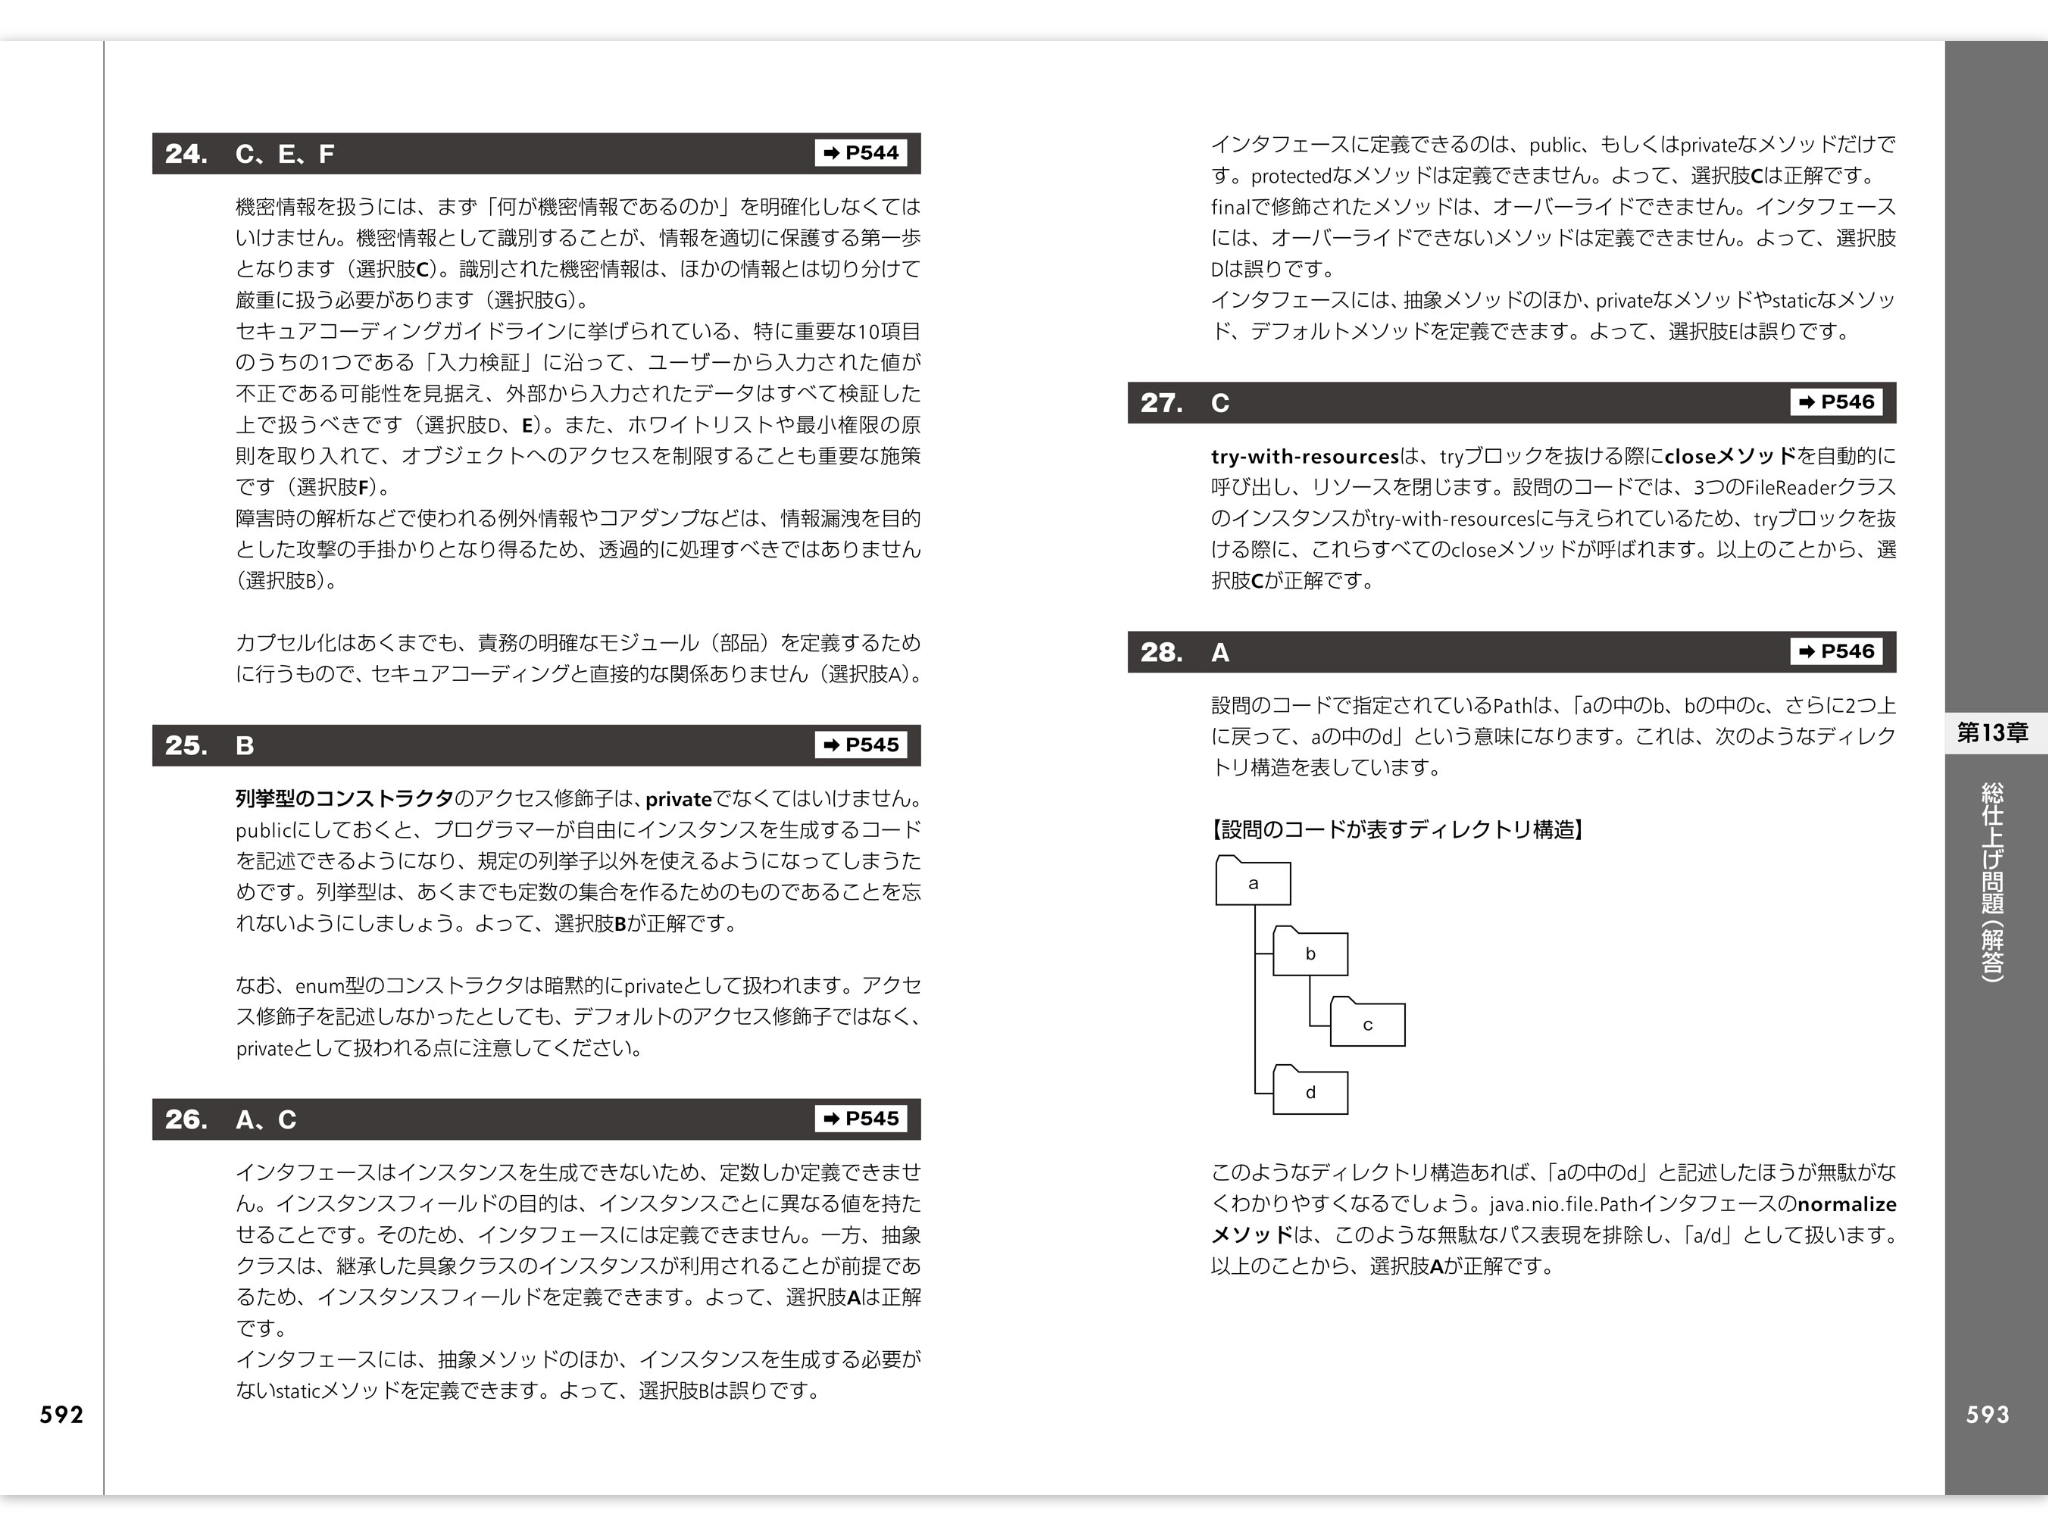 24. C、E、F ➡ P544
機密情報を扱うには、まず「何が機密情報であるのか」を明確化しなくては
いけません。機密情報として識別することが、情報を適切に保護する第一歩
となります（選択肢C）。識別された機密情報は、ほかの情報とは切り分けて
厳重に扱う必要があります（選択肢G）。
セキュアコーディングガイドラインに挙げられている、特に重要な10項目
のうちの1つである「入力検証」に沿って、ユーザーから入力された値が
不正である可能性を見据え、外部から入力されたデータはすべて検証した
上で扱うべきです（選択肢D、E）。また、ホワイトリストや最小権限の原
則を取り入れて、オブジェクトへのアクセスを制限することも重要な施策
です（選択肢F）。
障害時の解析などで使われる例外情報やコアダンプなどは、情報漏洩を目的
とした攻撃の手掛かりとなり得るため、透過的に処理すべきではありません
（選択肢B）。
カプセル化はあくまでも、責務の明確なモジュール（部品）を定義するため
に行うもので、セキュアコーディングと直接的な関係ありません（選択肢A）。
25. B ➡ P545
列挙型のコンストラクタのアクセス修飾子は、privateでなくてはいけません。
publicにしておくと、プログラマーが自由にインスタンスを生成するコード
を記述できるようになり、規定の列挙子以外を使えるようになってしまうた
めです。列挙型は、あくまでも定数の集合を作るためのものであることを忘
れないようにしましょう。よって、選択肢Bが正解です。
なお、enum型のコンストラクタは暗黙的にprivateとして扱われます。アクセ
ス修飾子を記述しなかったとしても、デフォルトのアクセス修飾子ではなく、
privateとして扱われる点に注意してください。
26. A、C ➡ P545
インタフェースはインスタンスを生成できないため、定数しか定義できませ
ん。インスタンスフィールドの目的は、インスタンスごとに異なる値を持た
せることです。そのため、インタフェースには定義できません。一方、抽象
クラスは、継承した具象クラスのインスタンスが利用されることが前提であ
るため、インスタンスフィールドを定義できます。よって、選択肢Aは正解
です。
インタフェースには、抽象メソッドのほか、インスタンスを生成する必要が
ないstaticメソッドを定義できます。よって、選択肢Bは誤りです。
592
インタフェースに定義できるのは、public、もしくはprivateなメソッドだけで
す。protectedなメソッドは定義できません。よって、選択肢Cは正解です。
finalで修飾されたメソッドは、オーバーライドできません。インタフェース
には、オーバーライドできないメソッドは定義できません。よって、選択肢
Dは誤りです。
インタフェースには、抽象メソッドのほか、privateなメソッドやstaticなメソッ
ド、デフォルトメソッドを定義できます。よって、選択肢Eは誤りです。
27. C ➡ P546
try-with-resourcesは、tryブロックを抜ける際にcloseメソッドを自動的に
呼び出し、リソースを閉じます。設問のコードでは、3つのFileReaderクラス
のインスタンスがtry-with-resourcesに与えられているため、tryブロックを抜
ける際に、これらすべてのcloseメソッドが呼ばれます。以上のことから、選
択肢Cが正解です。
28. A ➡ P546
設問のコードで指定されているPathは、「aの中のb、bの中のc、さらに2つ上
に戻って、aの中のd」という意味になります。これは、次のようなディレク
トリ構造を表しています。
【設問のコードが表すディレクトリ構造】
a
b
c
d
このようなディレクトリ構造あれば、「aの中のd」と記述したほうが無駄がな
くわかりやすくなるでしょう。java.nio.file.Pathインタフェースのnormalize
メソッドは、このような無駄なパス表現を排除し、「a/d」として扱います。
以上のことから、選択肢Aが正解です。
第13章
総仕上げ問題（解答）
593